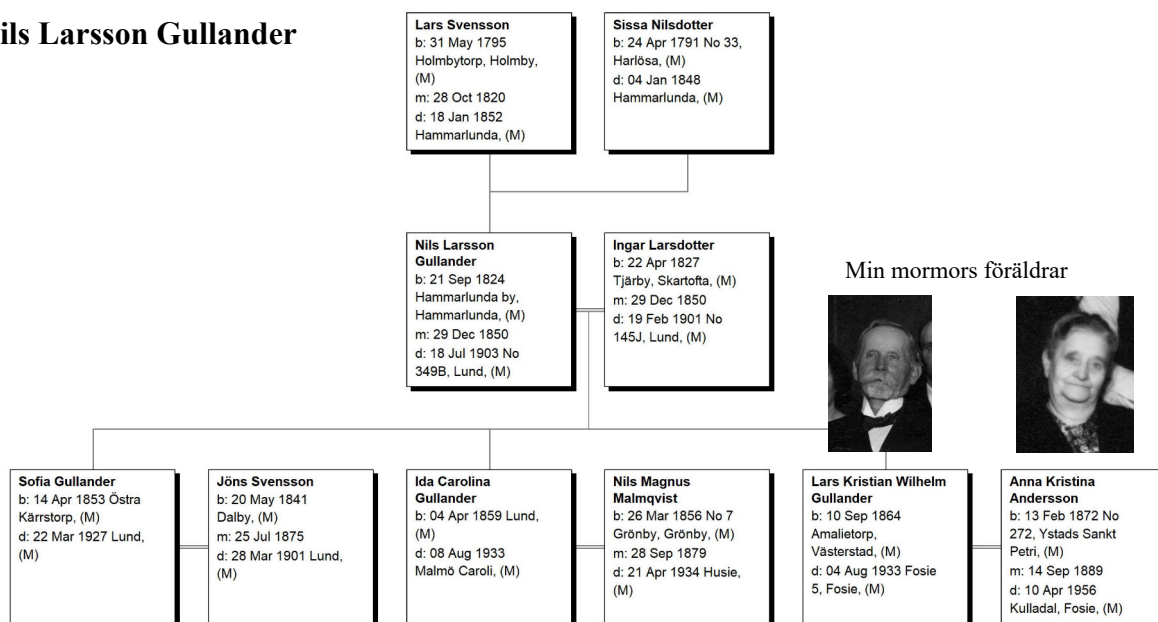 ils Larsson Gullander
Lars Svensson
b: 31 May 1795
Holmbytorp, Holmby,
(M)
m: 28 Oct 1820
d: 18 Jan 1852
Hammarlunda, (M)
Sissa Nilsdotter
b: 24 Apr 1791 No 33,
Harlösa, (M)
d: 04 Jan 1848
Hammarlunda, (M)
Nils Larsson
Gullander
b: 21 Sep 1824
Hammarlunda by,
Hammarlunda, (M)
m: 29 Dec 1850
d: 18 Jul 1903 No
349B, Lund, (M)
Ingar Larsdotter
b: 22 Apr 1827
Tjärby, Skartofta, (M)
m: 29 Dec 1850
d: 19 Feb 1901 No
145J, Lund, (M)
Min mormors föräldrar
Sofia Gullander
b: 14 Apr 1853 Östra
Kärrstorp, (M)
d: 22 Mar 1927 Lund,
(M)
Jöns Svensson
b: 20 May 1841
Dalby, (M)
m: 25 Jul 1875
d: 28 Mar 1901 Lund,
(M)
Ida Carolina
Gullander
b: 04 Apr 1859 Lund,
(M)
d: 08 Aug 1933
Malmö Caroli, (M)
Nils Magnus
Malmqvist
b: 26 Mar 1856 No 7
Grönby, Grönby, (M)
m: 28 Sep 1879
d: 21 Apr 1934 Husie,
(M)
Lars Kristian Wilhelm
Gullander
b: 10 Sep 1864
Amalietorp,
Västerstad, (M)
d: 04 Aug 1933 Fosie
5, Fosie, (M)
Anna Kristina
Andersson
b: 13 Feb 1872 No
272, Ystads Sankt
Petri, (M)
m: 14 Sep 1889
d: 10 Apr 1956
Kulladal, Fosie, (M)